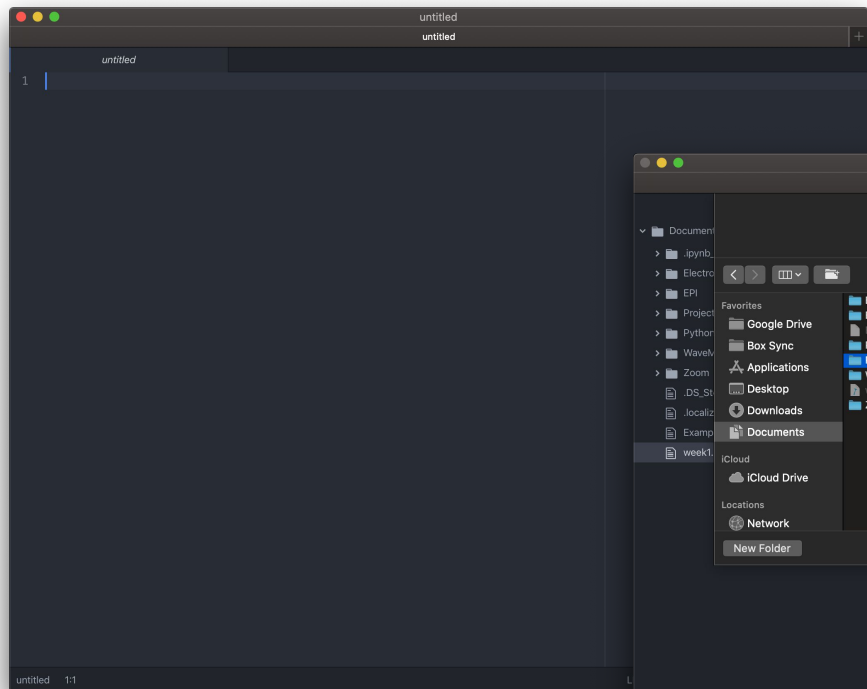 untitled
untitled
untitled
1
Document
.ipynb_
Electro
EPI
Project
Python
WaveM
Zoom
.DS_St
.localiz
Examp
week1.
Favorites
Google Drive
Box Sync
Applications
Desktop
Downloads
Documents
iCloud
iCloud Drive
Locations
Network
New Folder
untitled 1:1
L